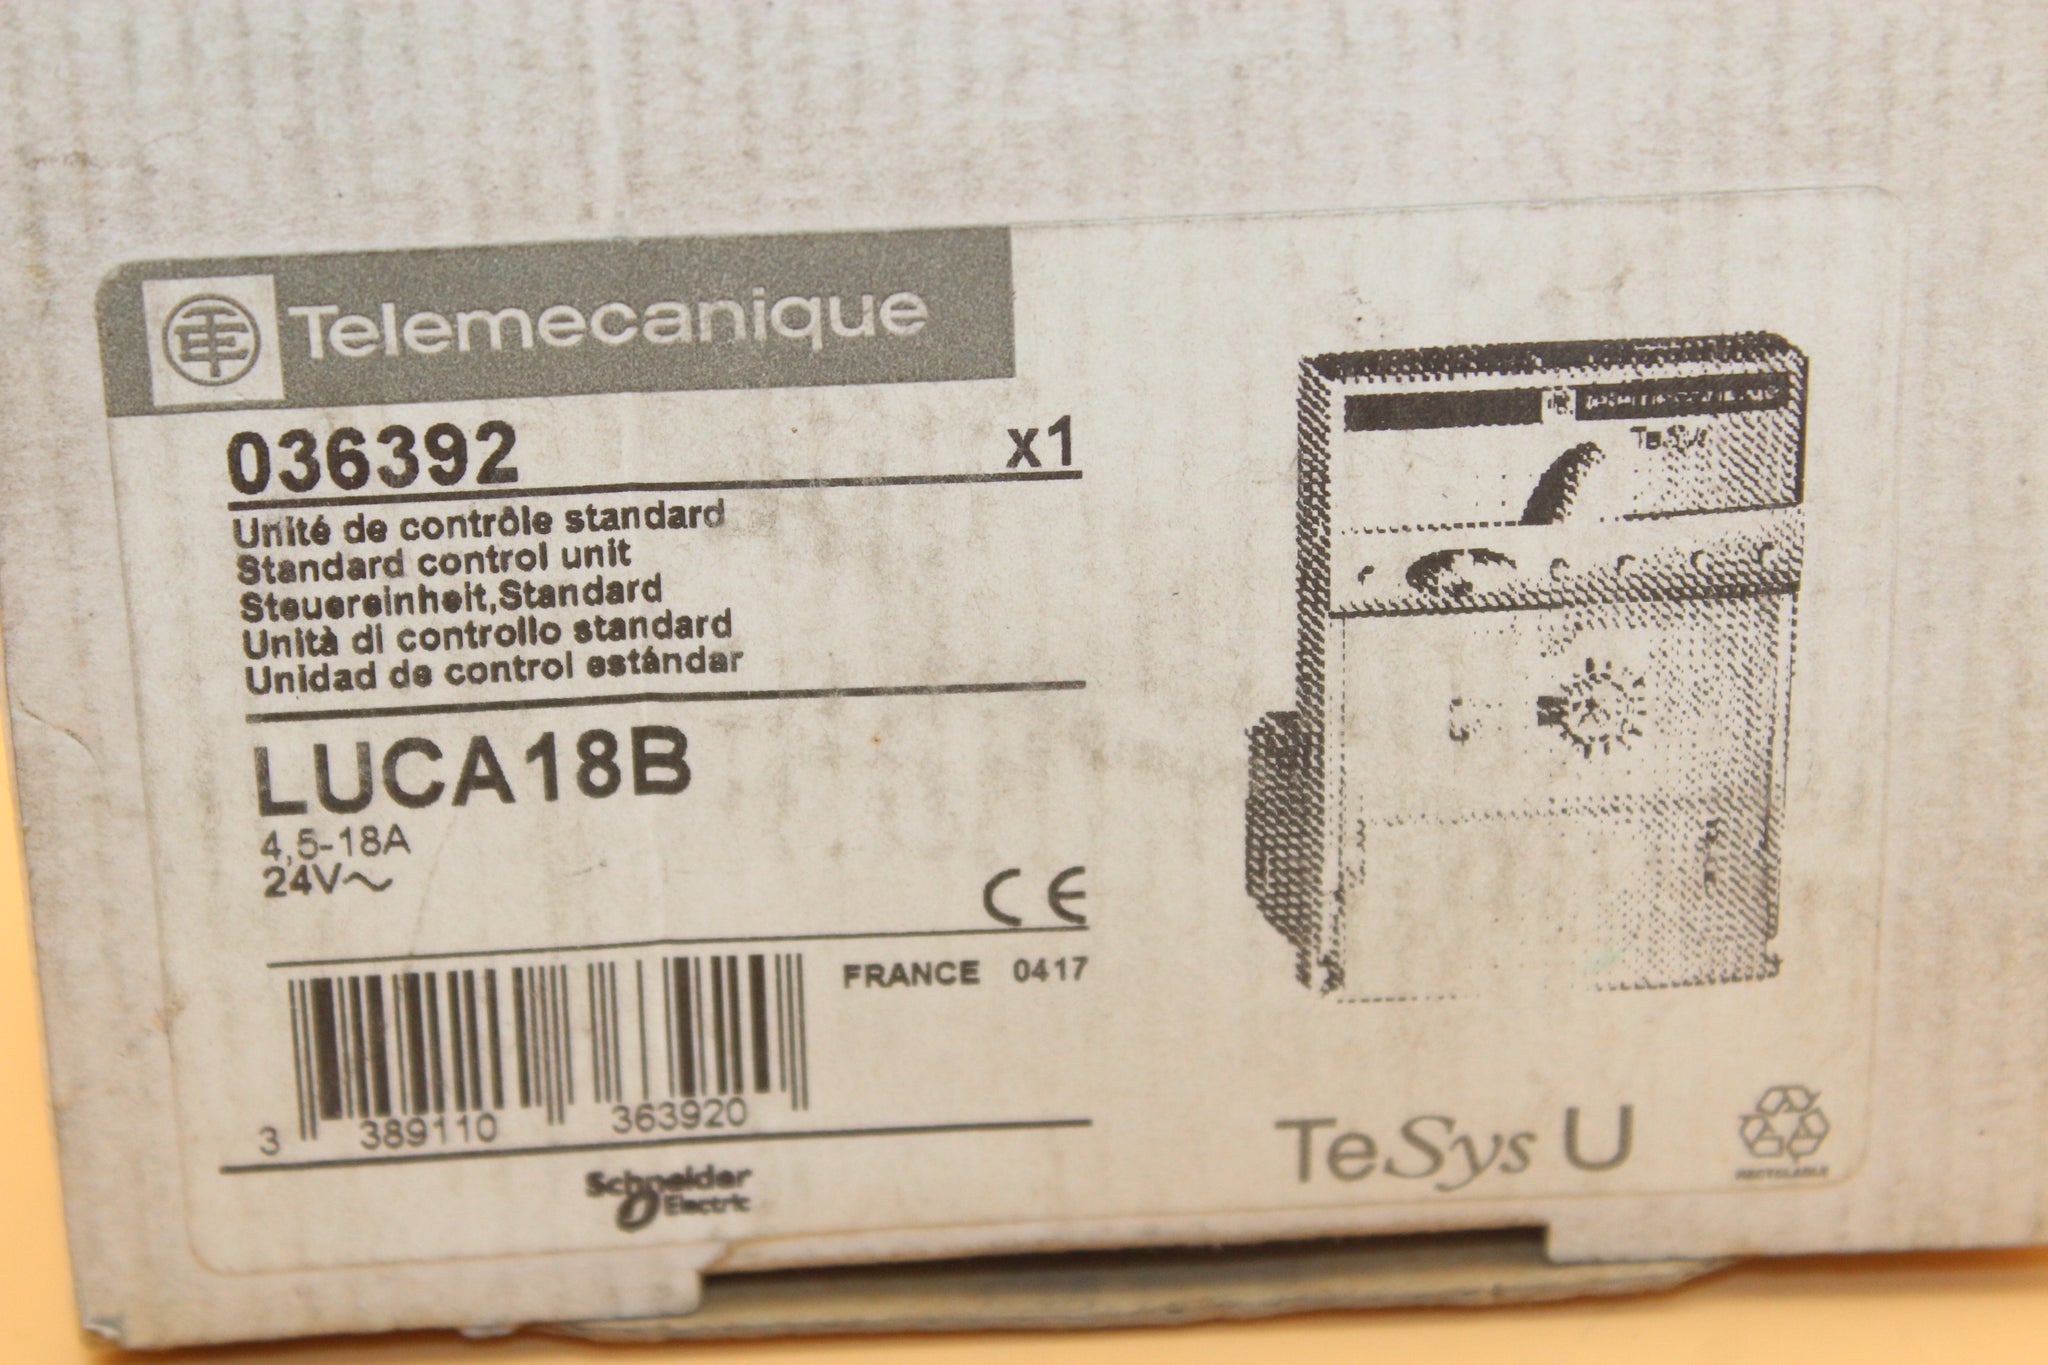 Telemecanique
036392 x1
Unité de contrôle standard
Standard control unit
Steuereinheit,Standard
Unità di controllo standard
Unidad de control estándar
LUCA18B
4,5-18A
24V~
CE
FRANCE 0417
3 389110 363920
Schneider
Electric
TeSys U
RECYCLABLE